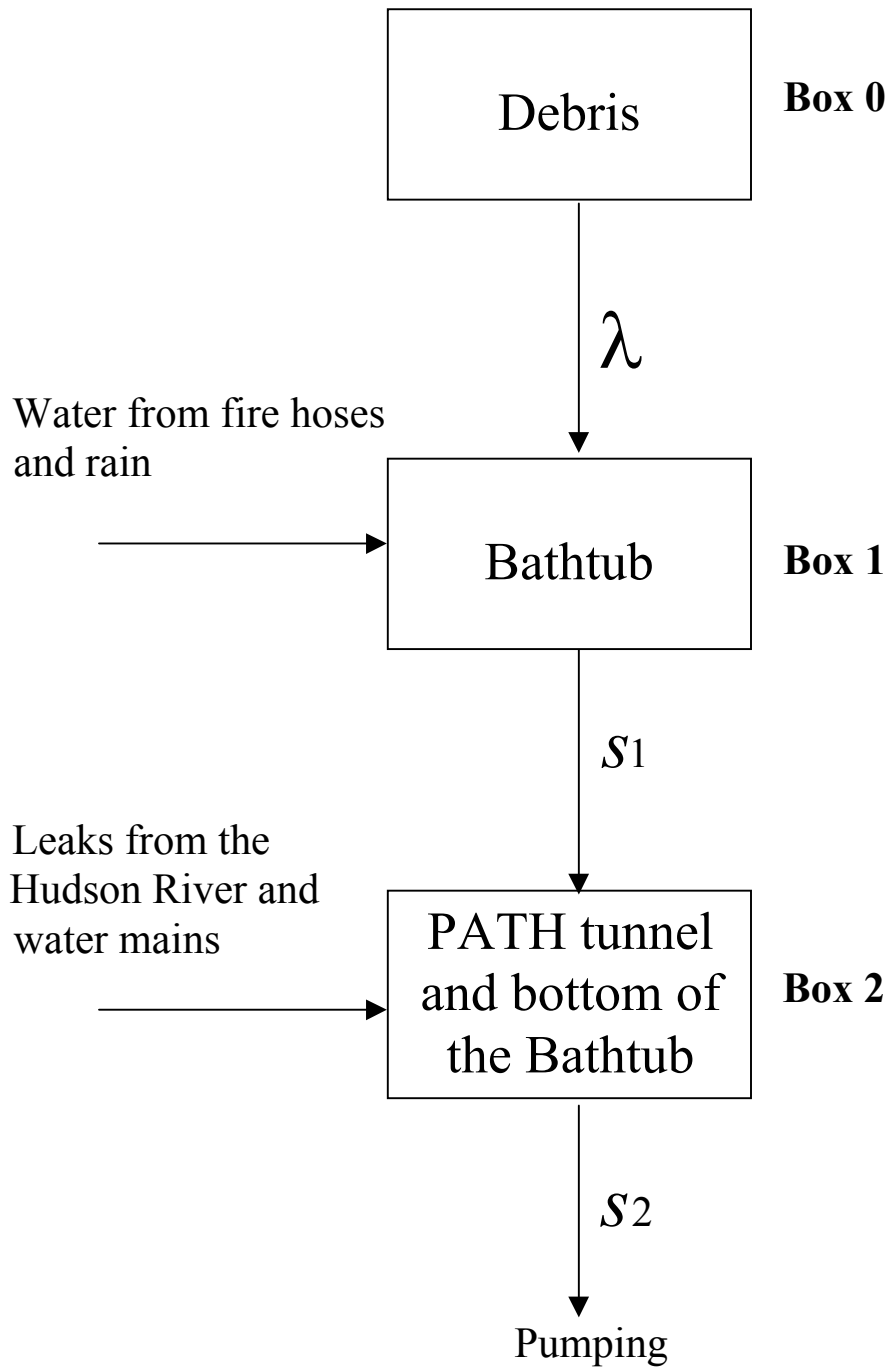 Debris
Box 0
λ
Water from fire hoses
and rain
Bathtub
Box 1
s1
Leaks from the
Hudson River and
water mains
PATH tunnel
and bottom of
the Bathtub
Box 2
s2
Pumping